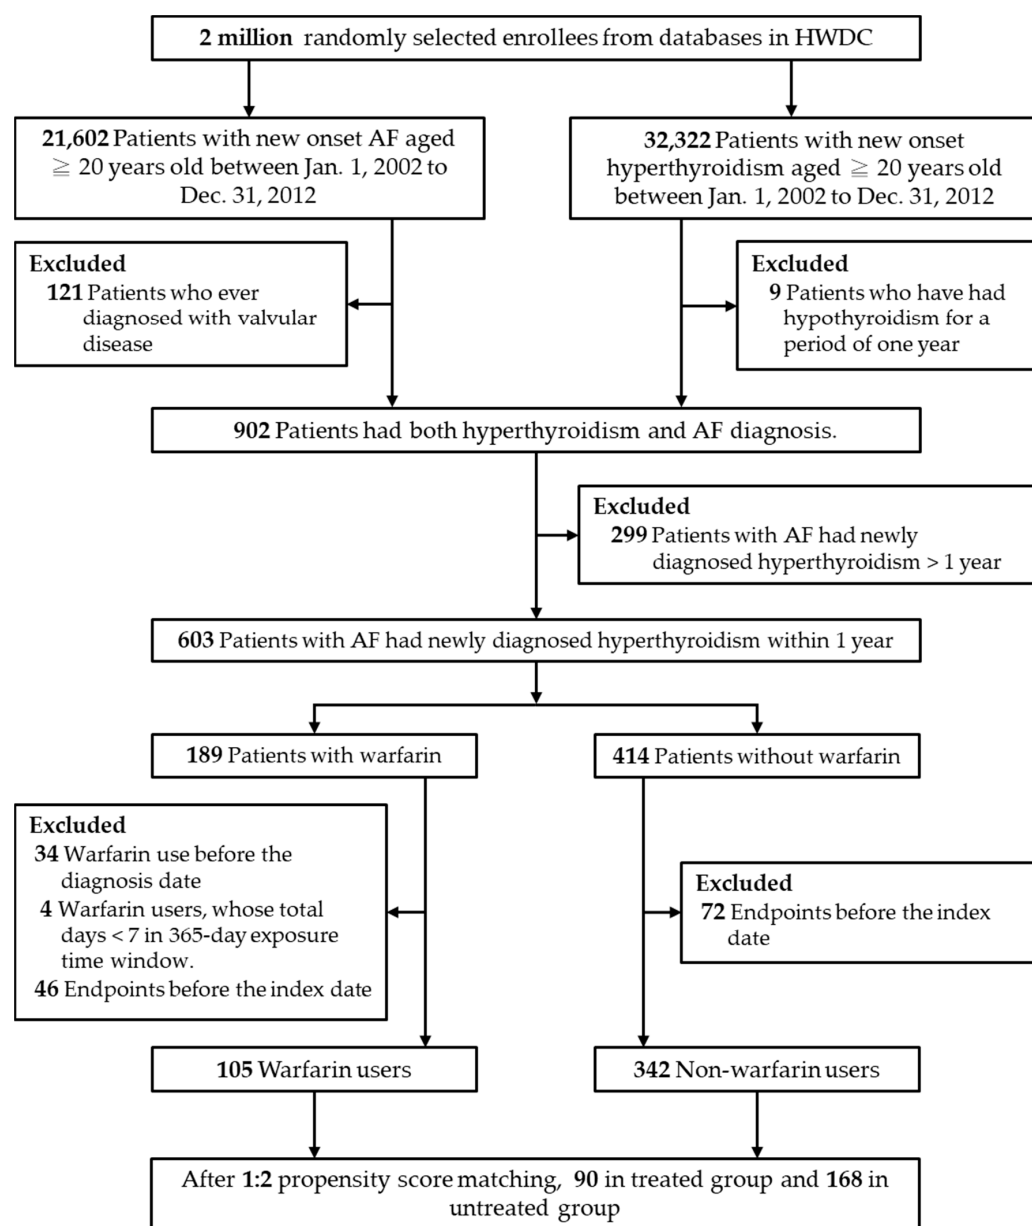 2 million randomly selected enrollees from databases in HWDC
21,602 Patients with new onset AF aged
≧ 20 years old between Jan. 1, 2002 to
Dec. 31, 2012
32,322 Patients with new onset
hyperthyroidism aged ≧ 20 years old
between Jan. 1, 2002 to Dec. 31, 2012
Excluded
121 Patients who ever
diagnosed with valvular
disease
Excluded
9 Patients who have had
hypothyroidism for a
period of one year
902 Patients had both hyperthyroidism and AF diagnosis.
Excluded
299 Patients with AF had newly
diagnosed hyperthyroidism > 1 year
603 Patients with AF had newly diagnosed hyperthyroidism within 1 year
189 Patients with warfarin
414 Patients without warfarin
Excluded
34 Warfarin use before the
diagnosis date
4 Warfarin users, whose total
days < 7 in 365-day exposure
time window.
46 Endpoints before the index date
Excluded
72 Endpoints before the index
date
105 Warfarin users
342 Non-warfarin users
After 1:2 propensity score matching, 90 in treated group and 168 in
untreated group